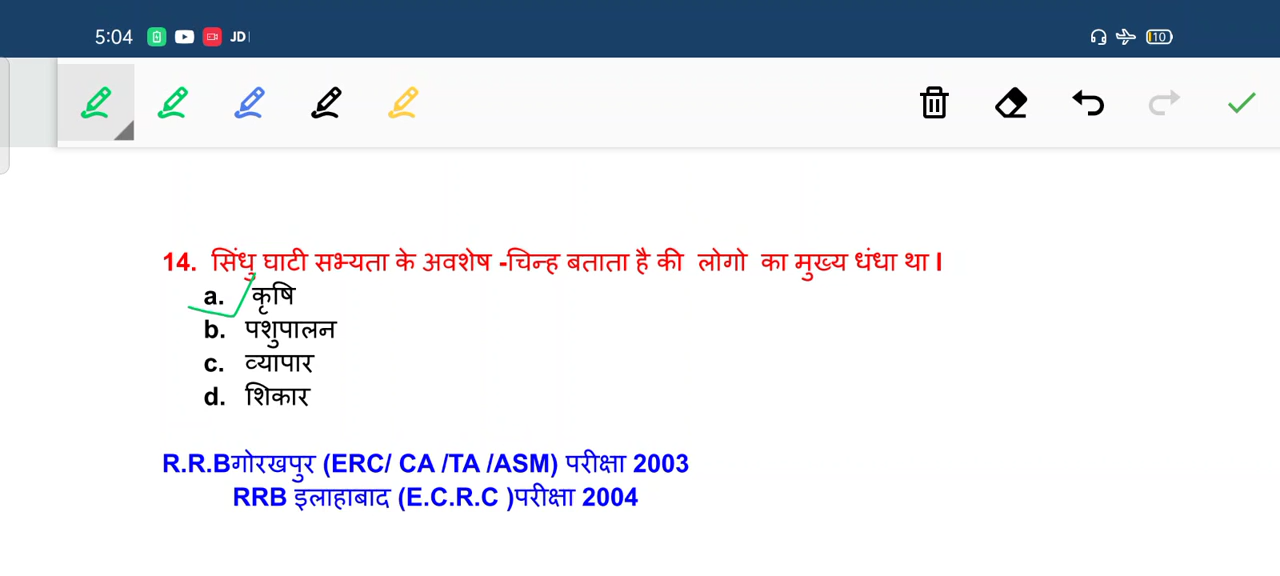 5:04 JD
10
14. सिंधु घाटी सभ्यता के अवशेष -चिन्ह बताता है की लोगो का मुख्य धंधा था I
a. कृषि
b. पशुपालन
c. व्यापार
d. शिकार
R.R.Bगोरखपुर (ERC/ CA /TA /ASM) परीक्षा 2003
RRB इलाहाबाद (E.C.R.C )परीक्षा 2004